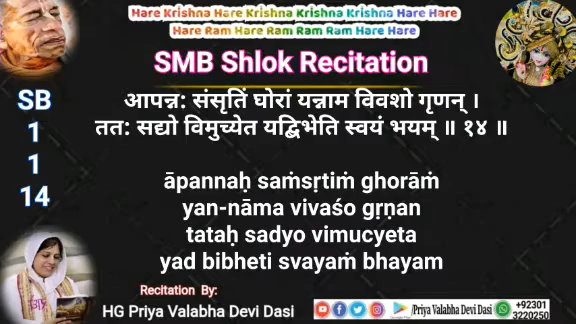 Hare Krishna Hare Krishna Krishna Krishna Hare Hare
Hare Ram Hare Ram Ram Ram Hare Hare
SMB Shlok Recitation
SB
1
1
14
आपन्न: संसृतिं घोरां यन्नाम विवशो गृणन् ।
तत: सद्यो विमुच्येत यद्बिभेति स्वयं भयम् ॥ १४ ॥
āpannaḥ saṁsṛtiṁ ghorāṁ
yan-nāma vivaśo gṛṇan
tataḥ sadyo vimucyeta
yad bibheti svayaṁ bhayam
Recitation By:
HG Priya Valabha Devi Dasi
/Priya Valabha Devi Dasi
+92301
3220250